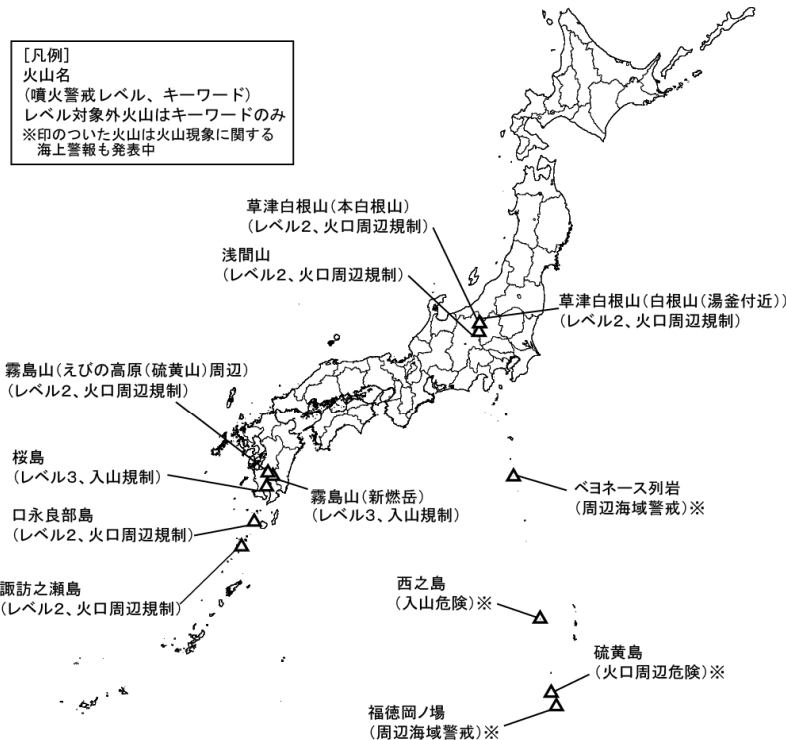 [凡例]
火山名
(噴火警戒レベル、キーワード)
レベル対象外火山はキーワードのみ
※印のついた火山は火山現象に関する
海上警報も発表中
草津白根山(本白根山)
(レベル2、火口周辺規制)
浅間山
(レベル2、火口周辺規制)
草津白根山(白根山(湯釜付近))
(レベル2、火口周辺規制)
霧島山(えびの高原(硫黄山)周辺)
(レベル2、火口周辺規制)
桜島
(レベル3、入山規制)
霧島山(新燃岳)
(レベル3、入山規制)
ベヨネース列岩
(周辺海域警戒)※
口永良部島
(レベル2、火口周辺規制)
諏訪之瀬島
(レベル2、火口周辺規制)
西之島
(入山危険)※
硫黄島
(火口周辺危険)※
福徳岡ノ場
(周辺海域警戒)※